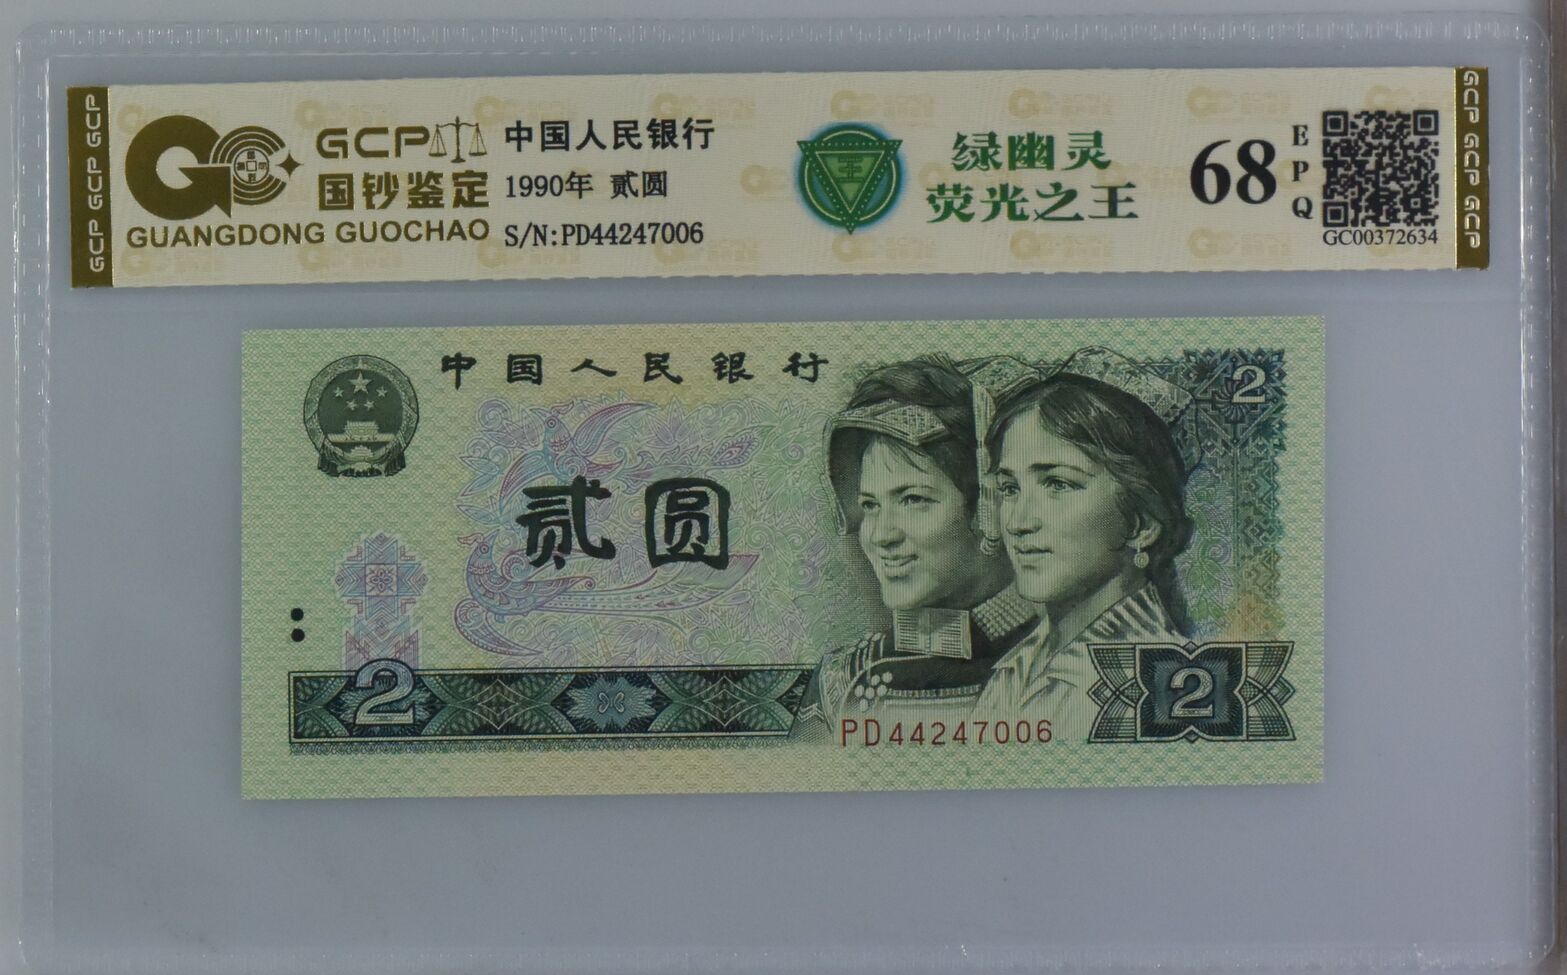 GCP GCP GCP
GCP
国钞鉴定
GUANGDONG GUOCHAO
中国人民银行
1990年 贰圆
S/N:PD44247006
王
绿幽灵
荧光之王
68
EPQ
GC00372634
GCP GCP GCP
中国人民银行
2
贰圆
2
PD44247006
2